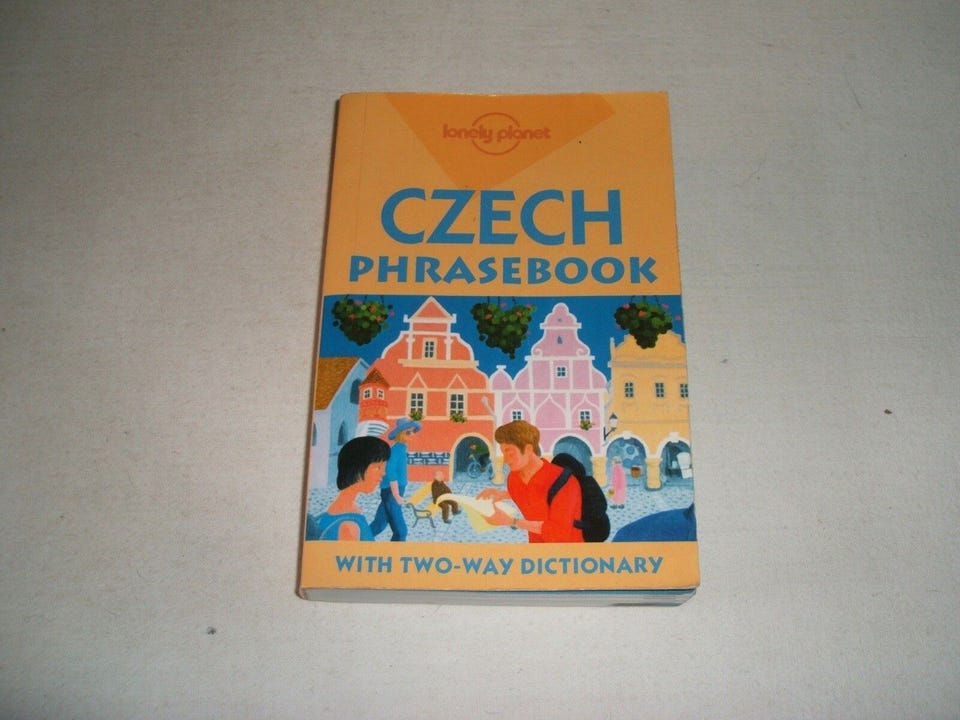 lonely planet
CZECH
PHRASEBOOK
WITH TWO-WAY DICTIONARY